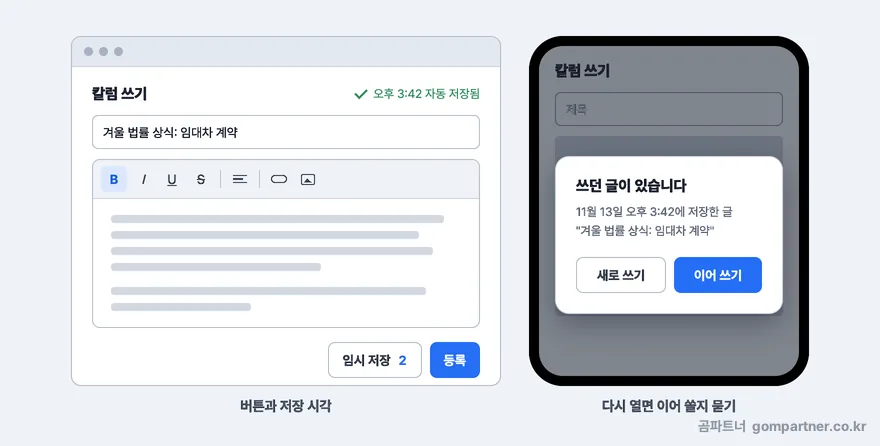 칼럼 쓰기
오후 3:42 자동 저장됨
겨울 법률 상식: 임대차 계약
B I U S
임시 저장 2
등록
버튼과 저장 시각
칼럼 쓰기
제목
쓰던 글이 있습니다
11월 13일 오후 3:42에 저장한 글
"겨울 법률 상식: 임대차 계약"
새로 쓰기
이어 쓰기
다시 열면 이어 쓸지 묻기
곰파트너 gompartner.co.kr